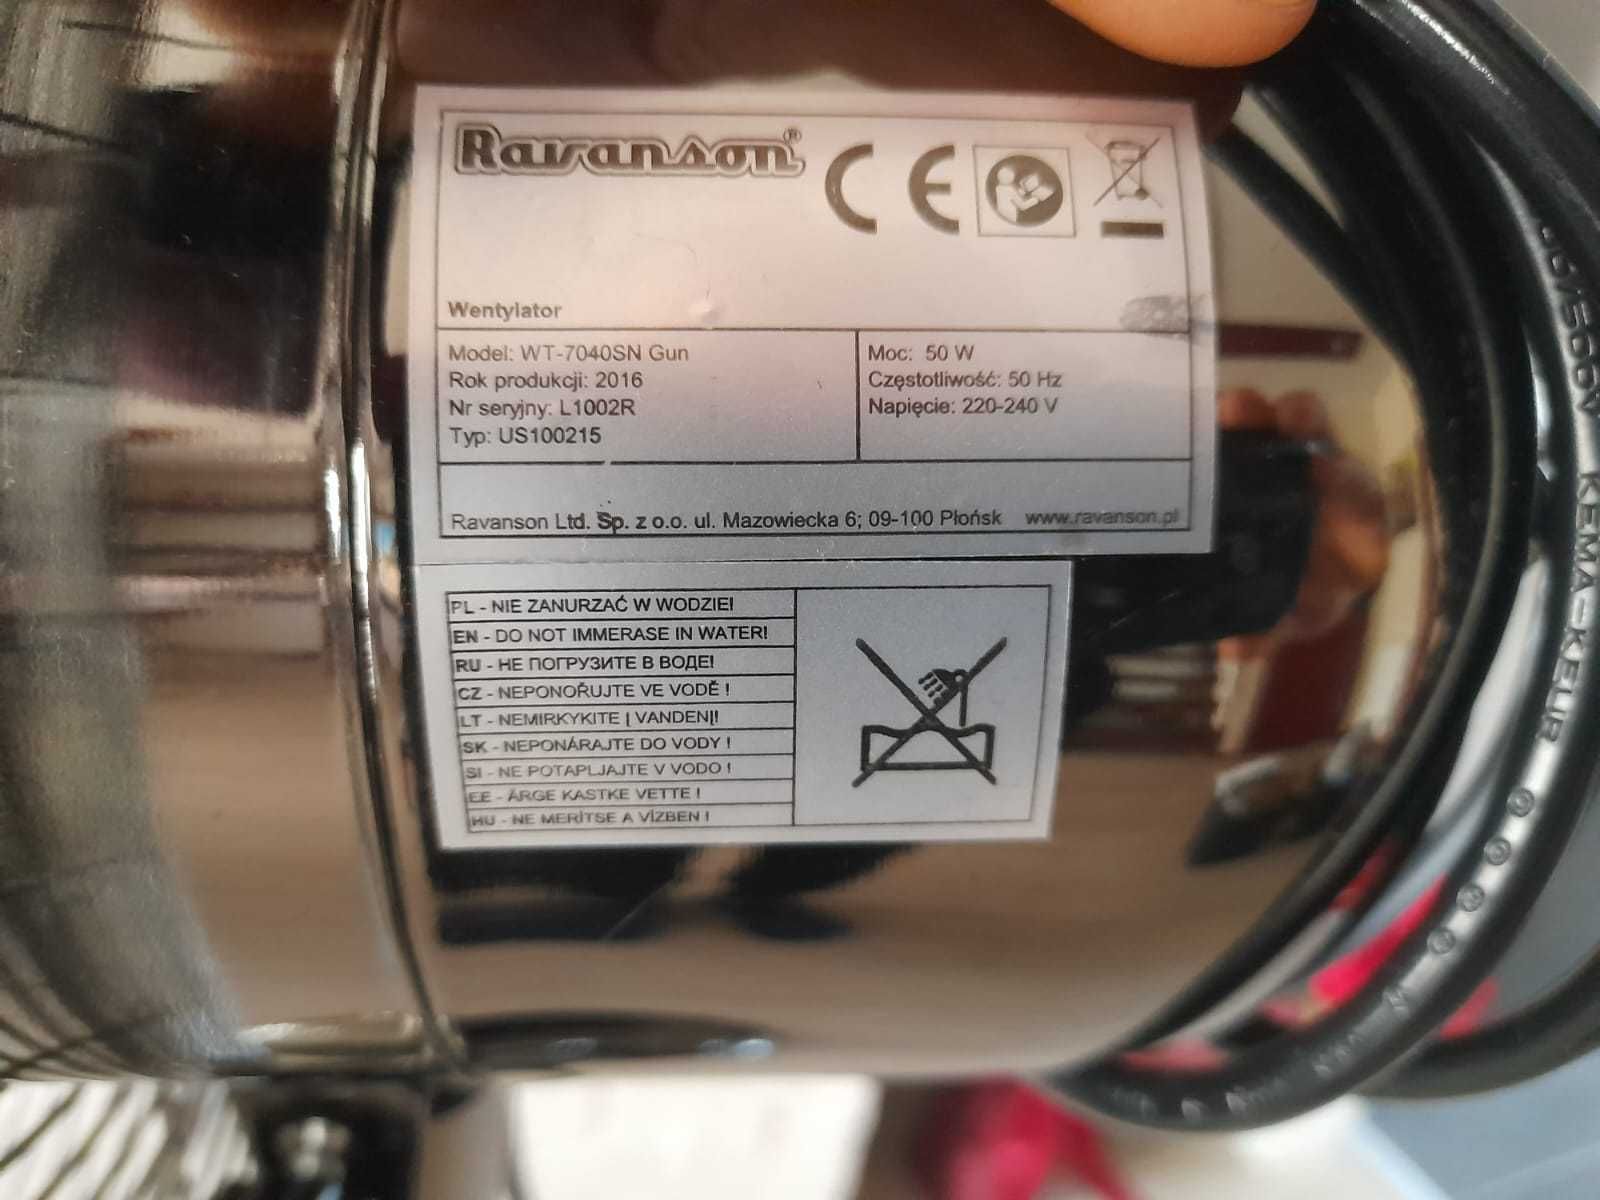 Ravanson®
CE
Wentylator
Model: WT-7040SN Gun
Rok produkcji: 2016
Nr seryjny: L1002R
Typ: US100215
Moc: 50 W
Częstotliwość: 50 Hz
Napięcie: 220-240 V
Ravanson Ltd. Sp. z o.o. ul. Mazowiecka 6; 09-100 Płońsk www.ravanson.pl
PL - NIE ZANURZAĆ W WODZIE!
EN - DO NOT IMMERASE IN WATER!
RU - НЕ ПОГРУЗИТЕ В ВОДЕ!
CZ - NEPONOŘUJTE VE VODĚ !
LT - NEMIRKYKITE Į VANDENĮ!
SK - NEPONÁRAJTE DO VODY !
SI - NE POTAPLJAJTE V VODO !
EE - ÄRGE KASTKE VETTE !
HU - NE MERÍTSE A VÍZBEN !
KEMA-KEUR